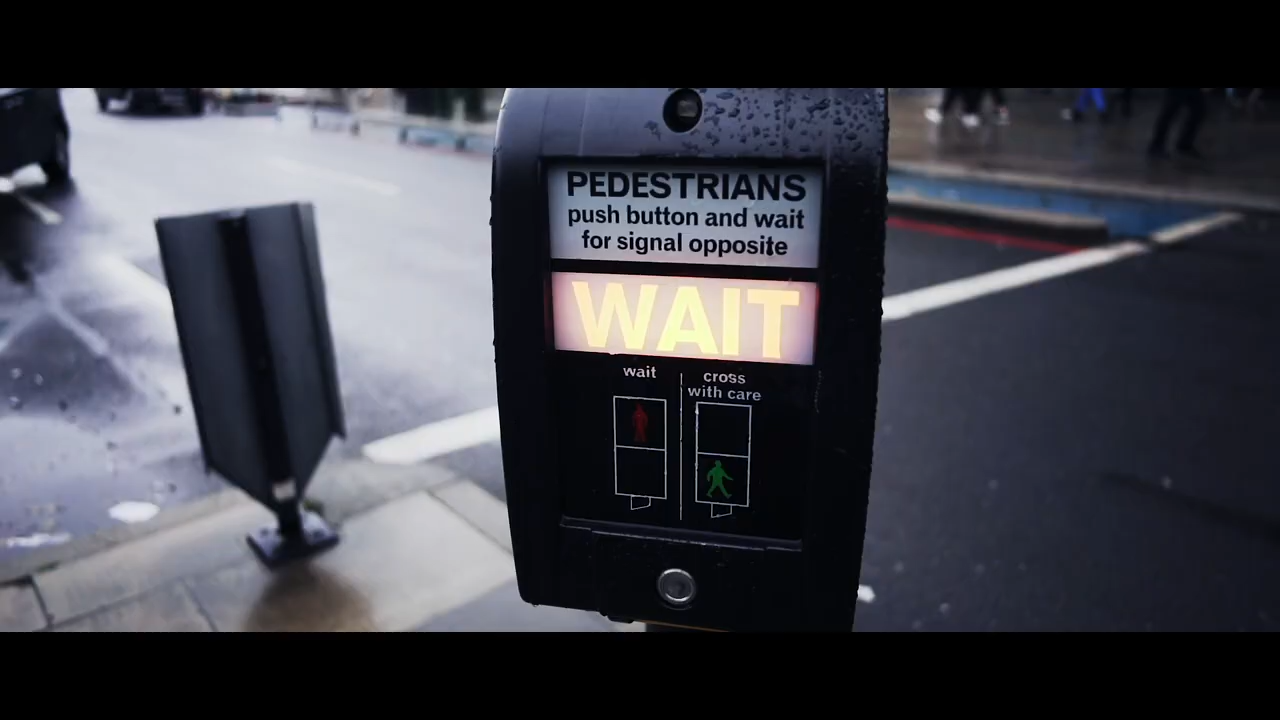 PEDESTRIANS
push button and wait
for signal opposite
WAIT
wait
cross
with care